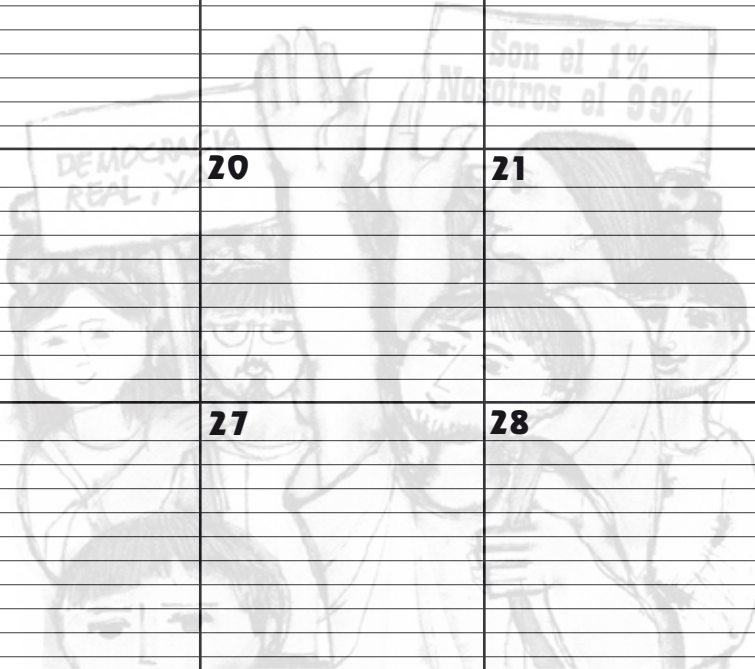 Son el 1%
Nosotros el 99%
DEMOCRACIA
REAL, YA
20
21
27
28